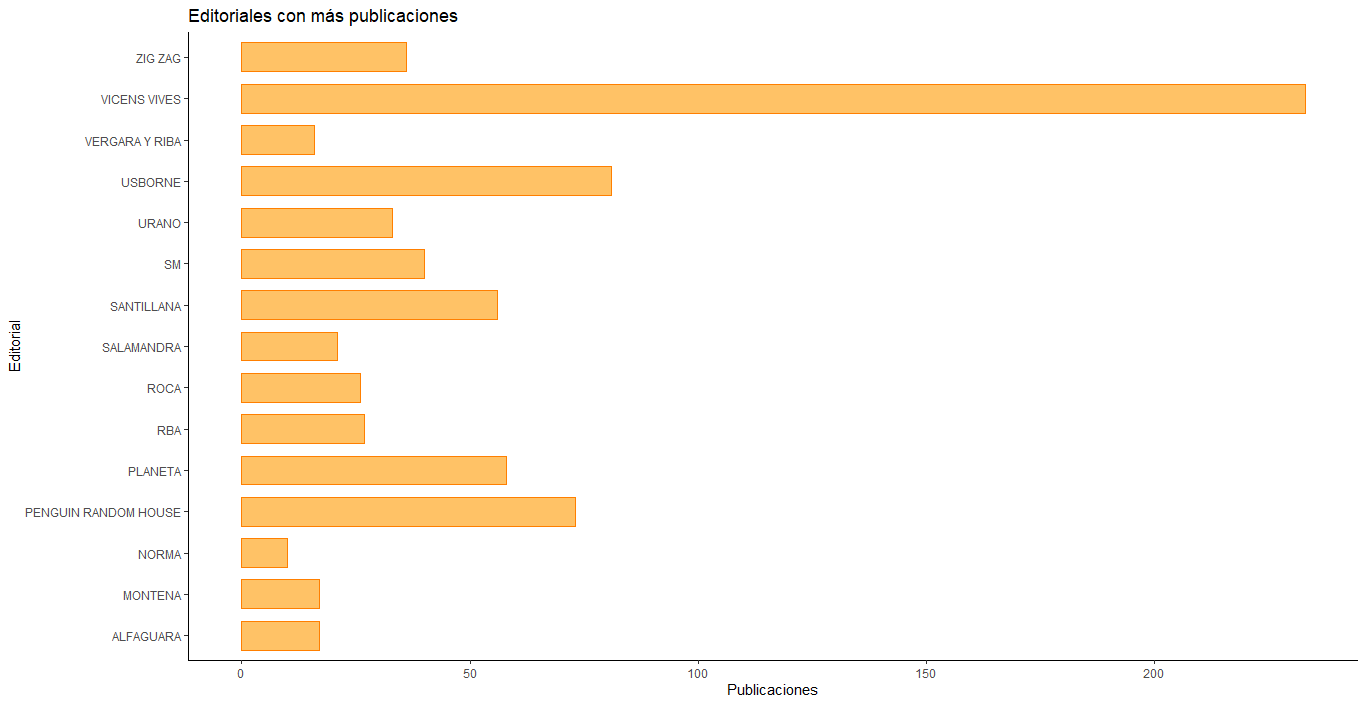 Editoriales con más publicaciones
ZIG ZAG
VICENS VIVES
VERGARA Y RIBA
USBORNE
URANO
SM
SANTILLANA
SALAMANDRA
ROCA
RBA
PLANETA
PENGUIN RANDOM HOUSE
NORMA
MONTENA
ALFAGUARA
Editorial
0 50 100 150 200
Publicaciones